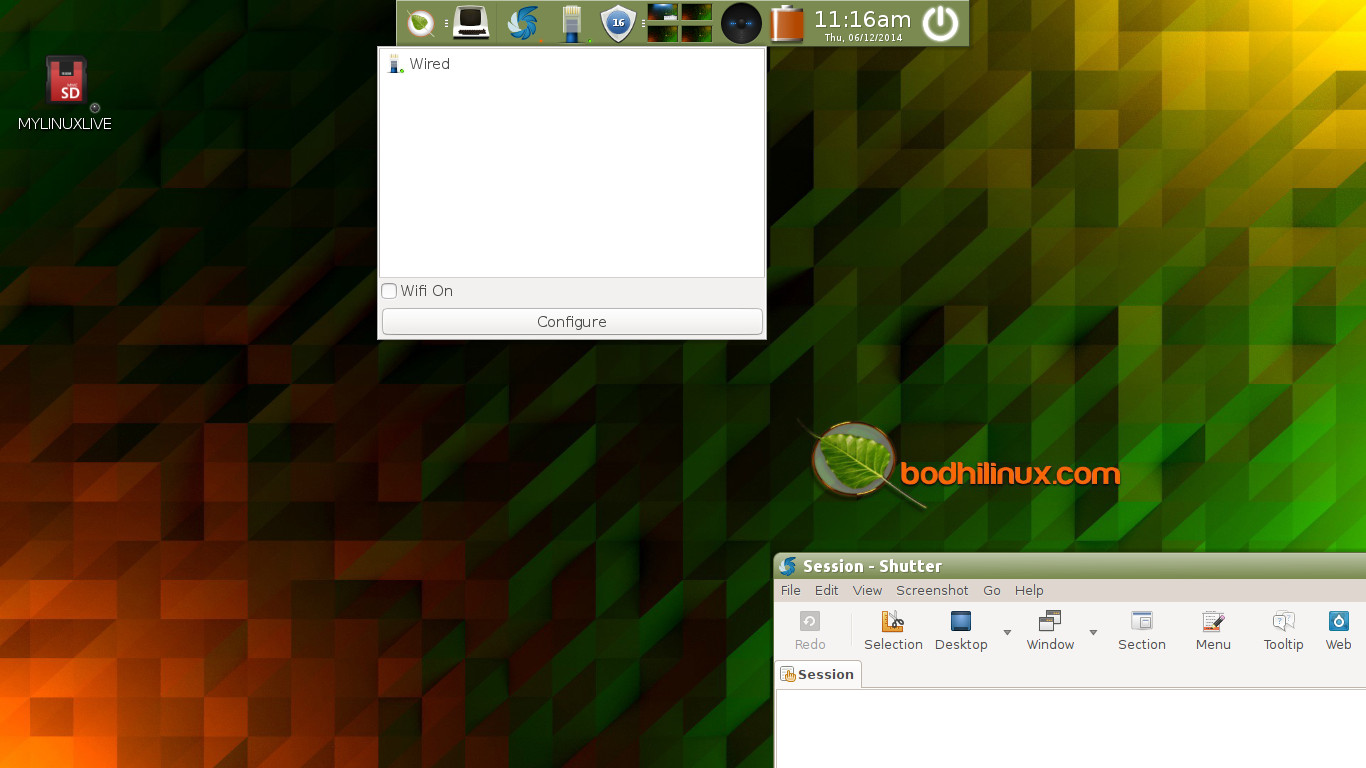 16
11:16am
Thu, 06/12/2014
SD
MYLINUXLIVE
Wired
Wifi On
Configure
bodhilinux.com
Session - Shutter
File Edit View Screenshot Go Help
Redo Selection Desktop Window Section Menu Tooltip Web
Session